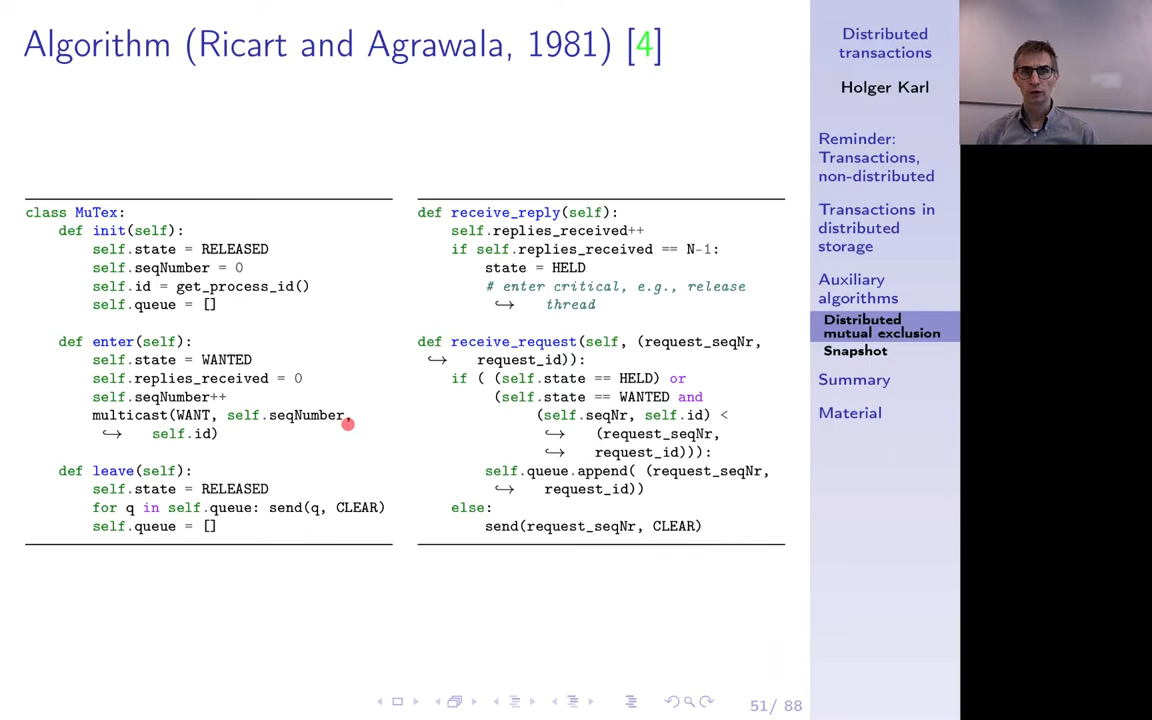 Algorithm (Ricart and Agrawala, 1981) [4]
class MuTex:
def init(self):
self.state = RELEASED
self.seqNumber = 0
self.id = get_process_id()
self.queue = []
def enter(self):
self.state = WANTED
self.replies_received = 0
self.seqNumber++
multicast(WANT, self.seqNumber,
↪ self.id)
def leave(self):
self.state = RELEASED
for q in self.queue: send(q, CLEAR)
self.queue = []
def receive_reply(self):
self.replies_received++
if self.replies_received == N-1:
state = HELD
# enter critical, e.g., release
↪ thread
def receive_request(self, (request_seqNr,
↪ request_id)):
if ( (self.state == HELD) or
(self.state == WANTED and
(self.seqNr, self.id) <
↪ (request_seqNr,
↪ request_id))):
self.queue.append( (request_seqNr,
↪ request_id))
else:
send(request_seqNr, CLEAR)
51/ 88
Distributed
transactions
Holger Karl
Reminder:
Transactions,
non-distributed
Transactions in
distributed
storage
Auxiliary
algorithms
Distributed
mutual exclusion
Snapshot
Summary
Material